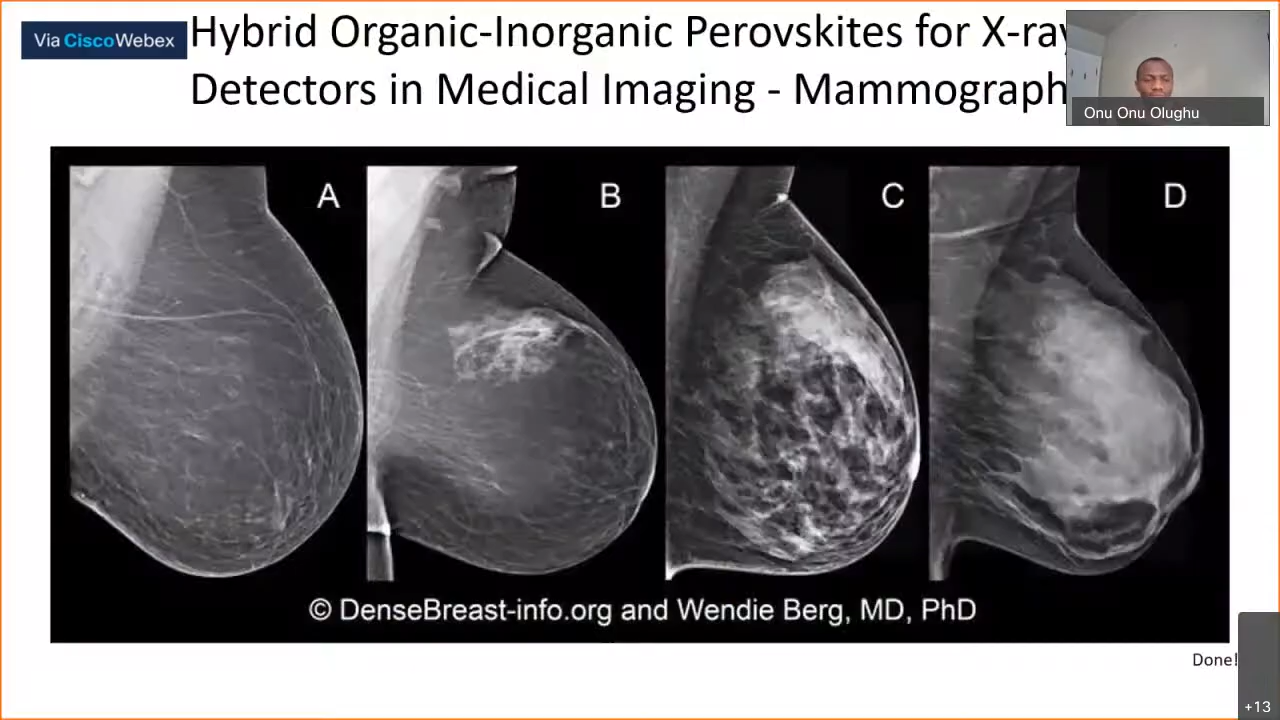 Via CiscoWebex
Hybrid Organic-Inorganic Perovskites for X-ray
Detectors in Medical Imaging - Mammograph
Onu Onu Olughu
A
B
C
D
© DenseBreast-info.org and Wendie Berg, MD, PhD
Done!
+13